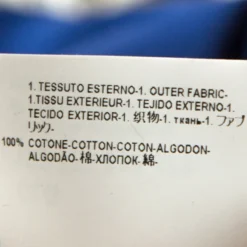 1. TESSUTO ESTERNO-1. OUTER FABRIC-
1.TISSU EXTERIEUR-1. TEJIDO EXTERNO-1.
TECIDO EXTERIOR-1. 织物-1. ткань-1. ファブ
リック-
100% COTONE-COTTON-COTON-ALGODON-
ALGODÃO-棉-ХЛОПОК-綿-